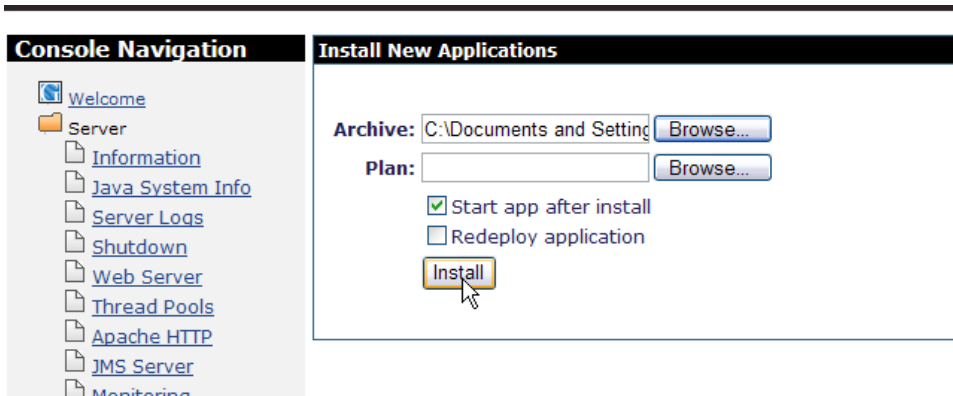 Console Navigation
Welcome
Server
Information
Java System Info
Server Logs
Shutdown
Web Server
Thread Pools
Apache HTTP
JMS Server
Monitoring
Install New Applications
Archive: C:\Documents and Setting Browse...
Plan: Browse...
Start app after install
Redeploy application
Install